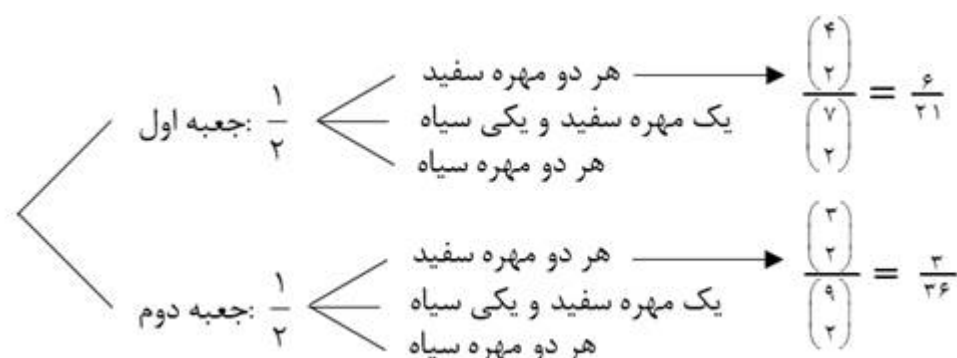 جعبه اول: ۱/۲
هر دو مهره سفید ⟶ (۴ ۲)/(۷ ۲) = ۶/۲۱
یک مهره سفید و یکی سیاه
هر دو مهره سیاه
جعبه دوم: ۱/۲
هر دو مهره سفید ⟶ (۳ ۲)/(۹ ۲) = ۳/۳۶
یک مهره سفید و یکی سیاه
هر دو مهره سیاه